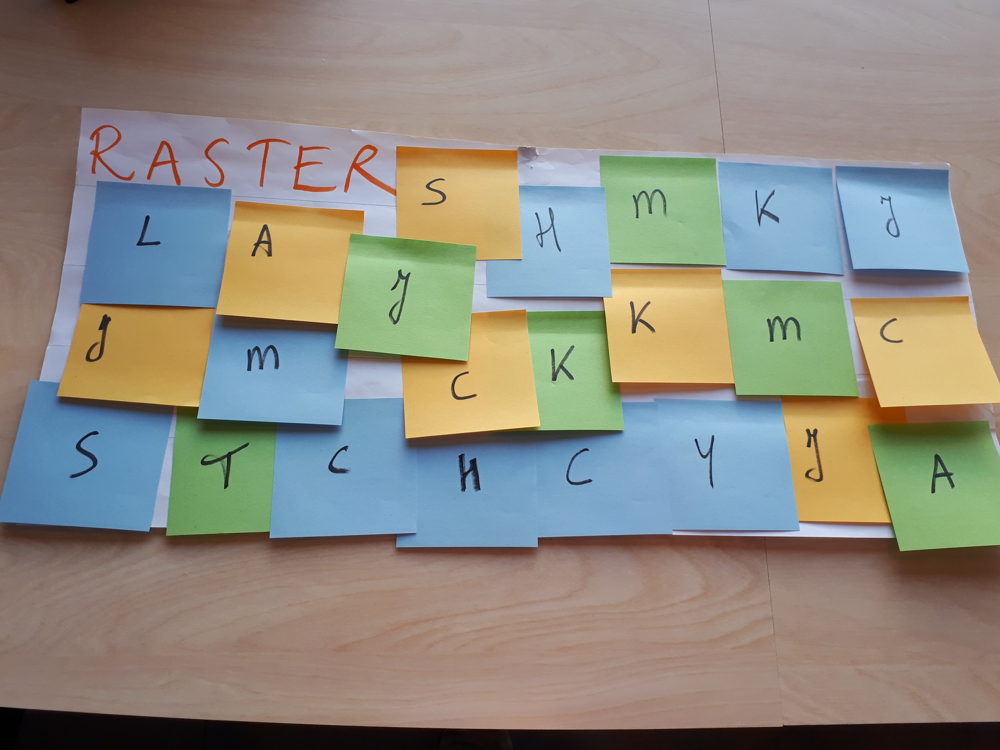 RASTER
L A J S H M K J
J M C K K M C
S T C H C Y J A